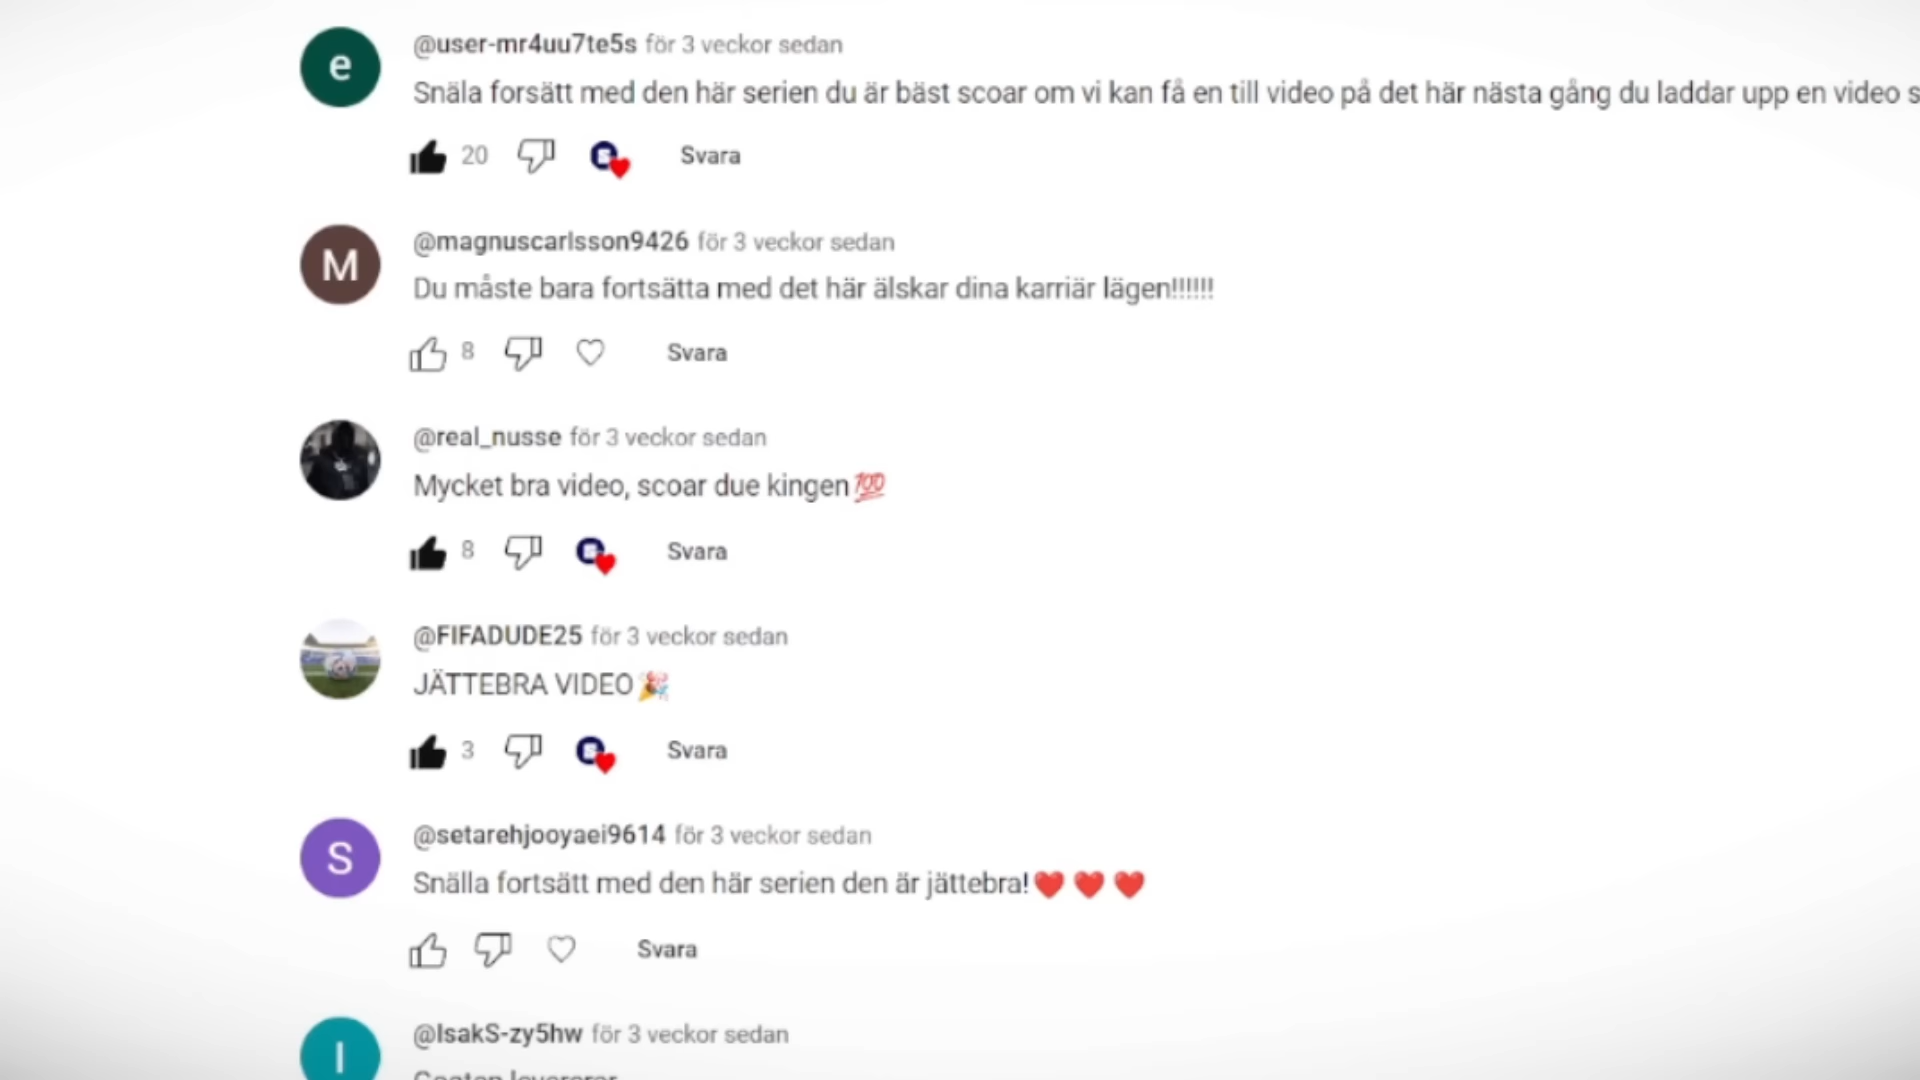 e
@user-mr4uu7te5s för 3 veckor sedan
Snäla forsätt med den här serien du är bäst scoar om vi kan få en till video på det här nästa gång du laddar upp en video s
20 Svara
M
@magnuscarlsson9426 för 3 veckor sedan
Du måste bara fortsätta med det här älskar dina karriär lägen!!!!!!
8 Svara
@real_nusse för 3 veckor sedan
Mycket bra video, scoar due kingen💯
8 Svara
@FIFADUDE25 för 3 veckor sedan
JÄTTEBRA VIDEO🎉
3 Svara
S
@setarehjooyaei9614 för 3 veckor sedan
Snälla fortsätt med den här serien den är jättebra!❤️❤️❤️
Svara
I
@IsakS-zy5hw för 3 veckor sedan